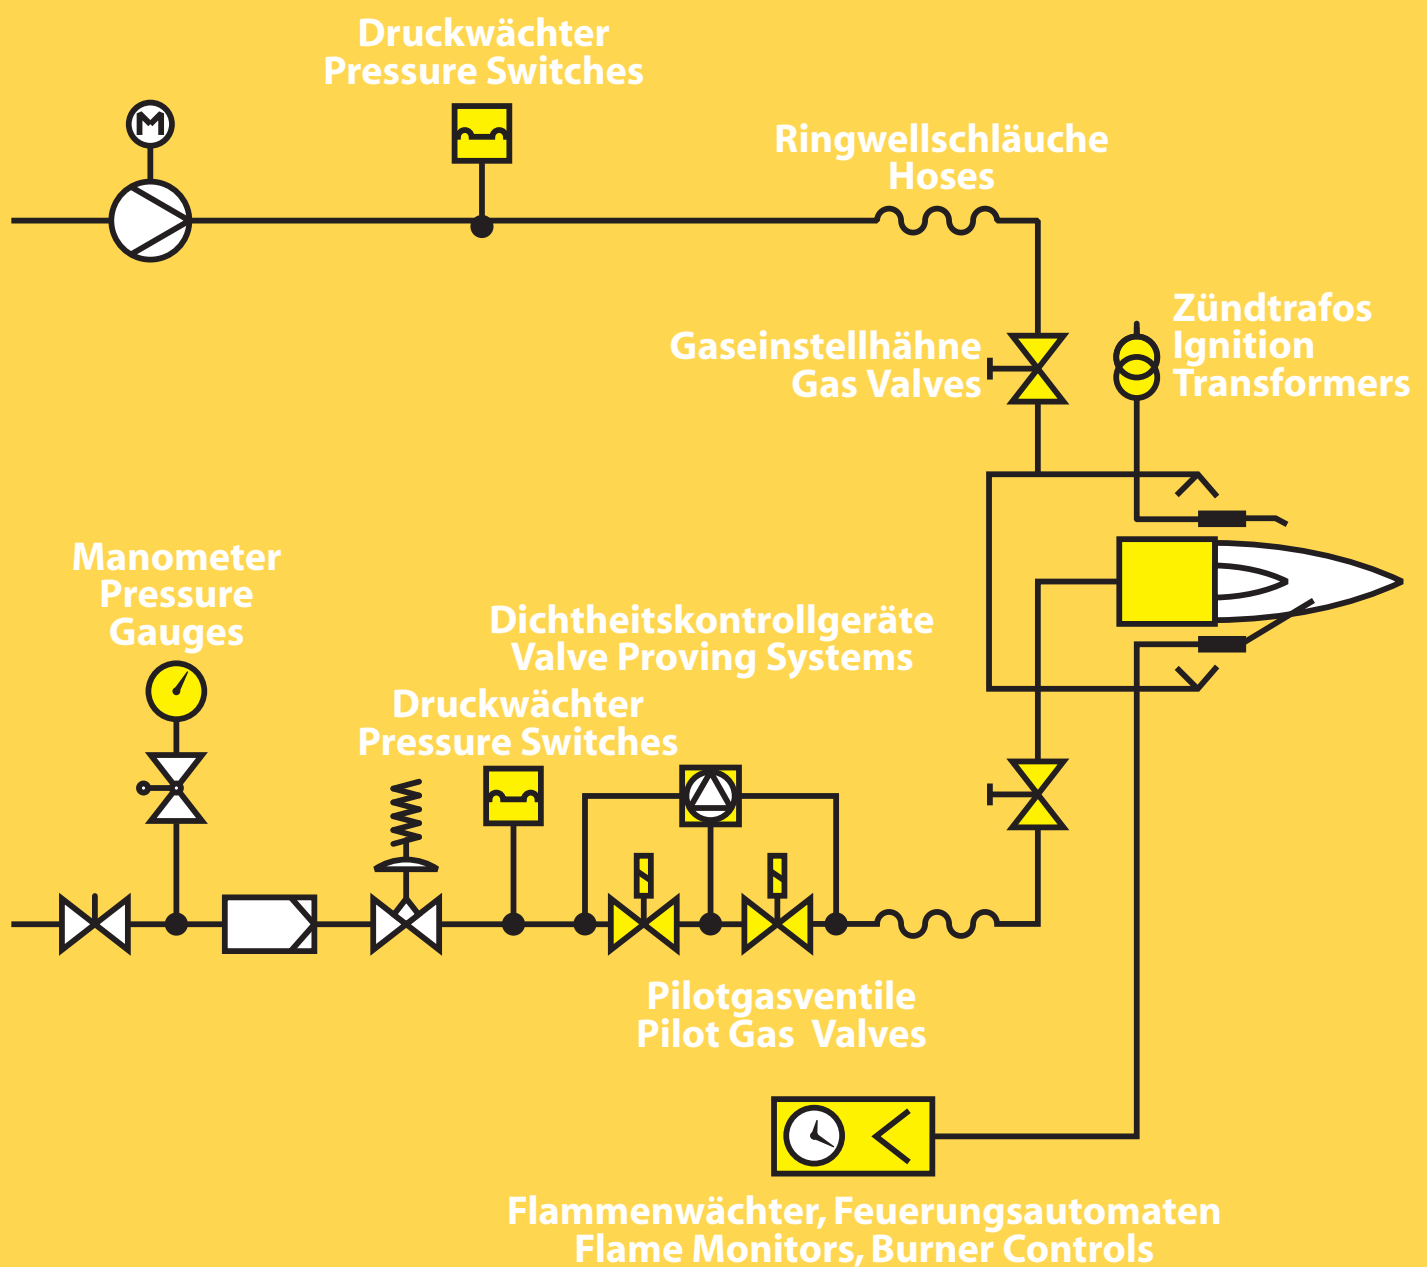 Druckwächter
Pressure Switches
M
Ringwellschläuche
Hoses
Zündtrafos
Ignition
Transformers
Gaseinstellhähne
Gas Valves
Manometer
Pressure
Gauges
Dichtheitskontrollgeräte
Valve Proving Systems
Druckwächter
Pressure Switches
Pilotgasventile
Pilot Gas Valves
Flammenwächter, Feuerungsautomaten
Flame Monitors, Burner Controls